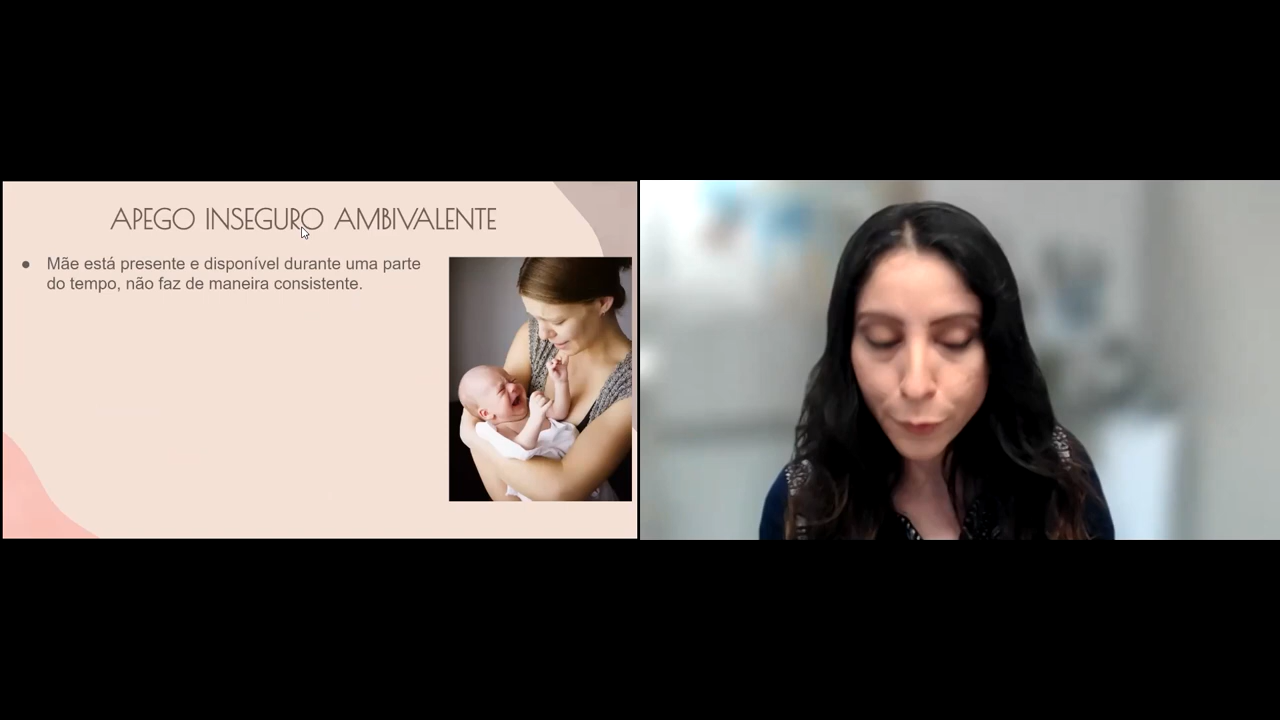 APEGO INSEGURO AMBIVALENTE
● Mãe está presente e disponível durante uma parte
do tempo, não faz de maneira consistente.